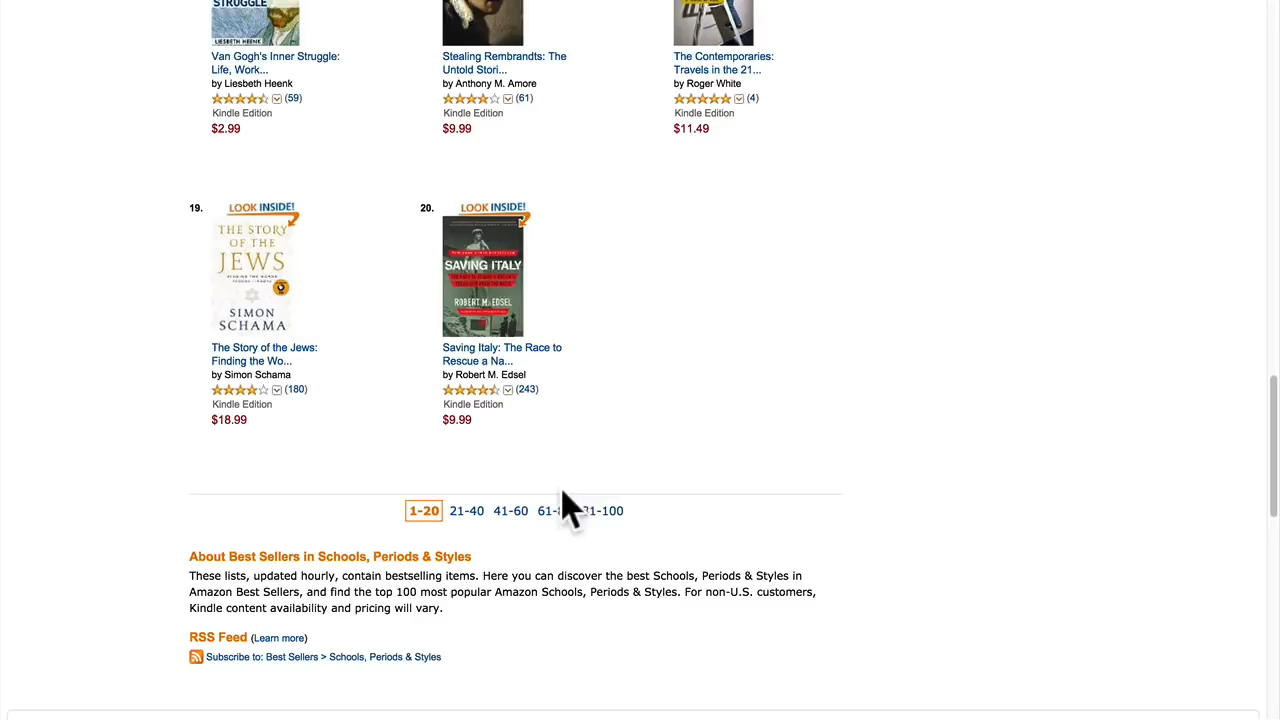 STRUGGLE
LIESBETH HEENK
Van Gogh's Inner Struggle:
Life, Work...
by Liesbeth Heenk
(59)
Kindle Edition
$2.99
Stealing Rembrandts: The
Untold Stori...
by Anthony M. Amore
(61)
Kindle Edition
$9.99
The Contemporaries:
Travels in the 21...
by Roger White
(4)
Kindle Edition
$11.49
19.
LOOK INSIDE!
THE STORY
OF THE
JEWS
SIMON
SCHAMA
The Story of the Jews:
Finding the Wo...
by Simon Schama
(180)
Kindle Edition
$18.99
20.
LOOK INSIDE!
SAVING ITALY
ROBERT M. EDSEL
Saving Italy: The Race to
Rescue a Na...
by Robert M. Edsel
(243)
Kindle Edition
$9.99
1-20 21-40 41-60
About Best Sellers in Schools, Periods & Styles
These lists, updated hourly, contain bestselling items. Here you can discover the best Schools, Periods & Styles in
Amazon Best Sellers, and find the top 100 most popular Amazon Schools, Periods & Styles. For non-U.S. customers,
Kindle content availability and pricing will vary.
RSS Feed (Learn more)
Subscribe to: Best Sellers > Schools, Periods & Styles